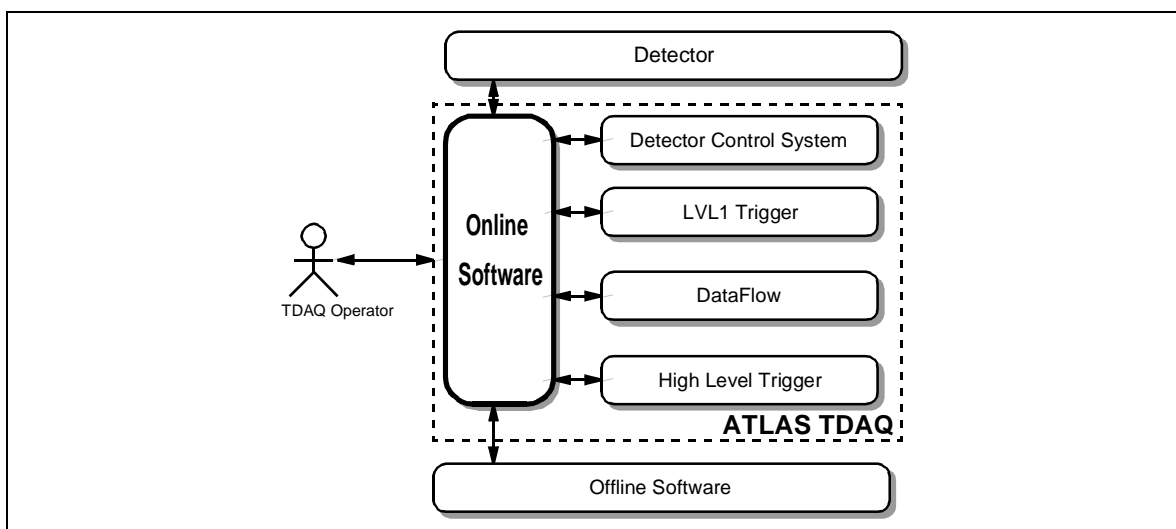 Detector
Detector Control System
LVL1 Trigger
Online
Software
DataFlow
TDAQ Operator
High Level Trigger
ATLAS TDAQ
Offline Software